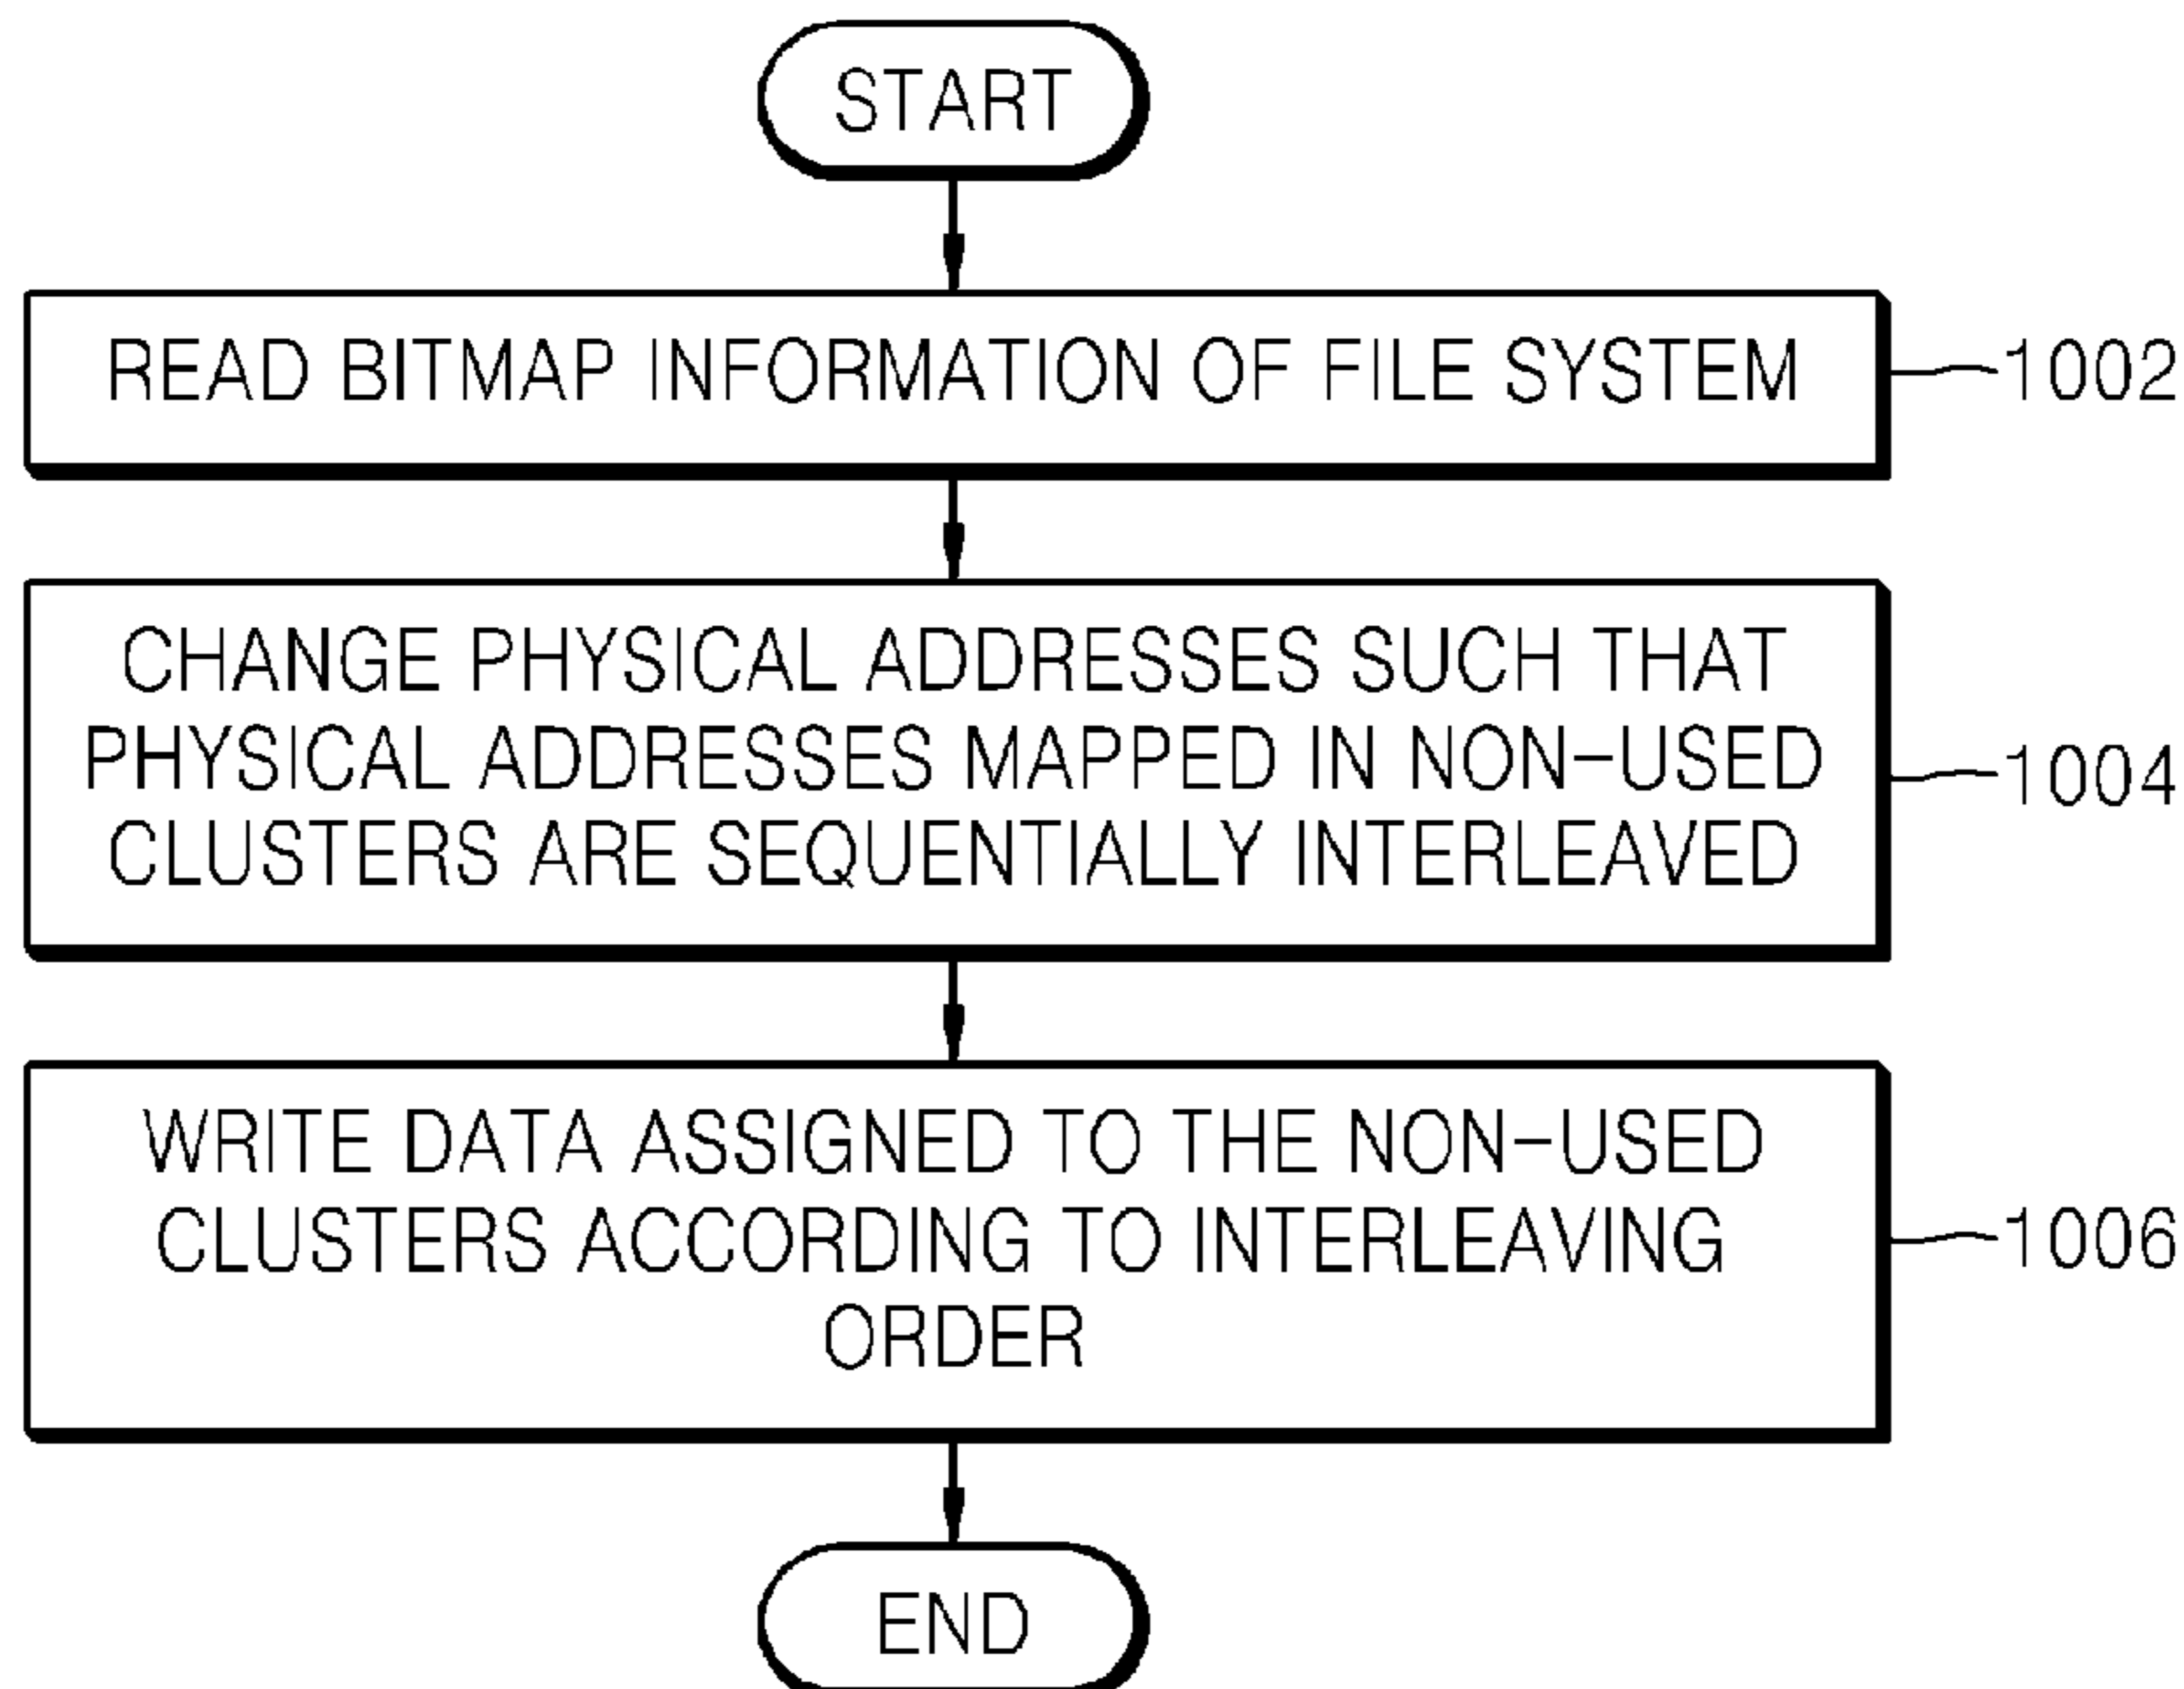 START
READ BITMAP INFORMATION OF FILE SYSTEM
1002
CHANGE PHYSICAL ADDRESSES SUCH THAT
PHYSICAL ADDRESSES MAPPED IN NON-USED
CLUSTERS ARE SEQUENTIALLY INTERLEAVED
1004
WRITE DATA ASSIGNED TO THE NON-USED
CLUSTERS ACCORDING TO INTERLEAVING
ORDER
1006
END